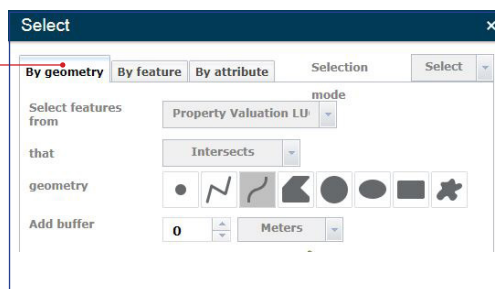 Select ×
By geometry By feature By attribute Selection mode Select
Select features from Property Valuation LU
that Intersects
geometry
Add buffer 0 Meters